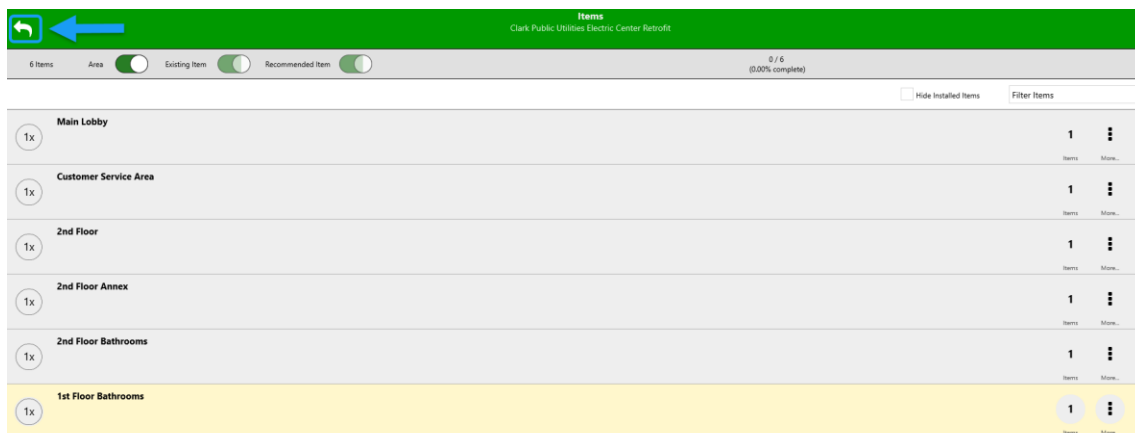 Items
Clark Public Utilities Electric Center Retrofit
6 Items Area Existing Item Recommended Item 0 / 6
(0.00% complete)
Hide Installed Items Filter Items
Main Lobby
1x 1
Items More...
Customer Service Area
1x 1
Items More...
2nd Floor
1x 1
Items More...
2nd Floor Annex
1x 1
Items More...
2nd Floor Bathrooms
1x 1
Items More...
1st Floor Bathrooms
1x 1
Items More...